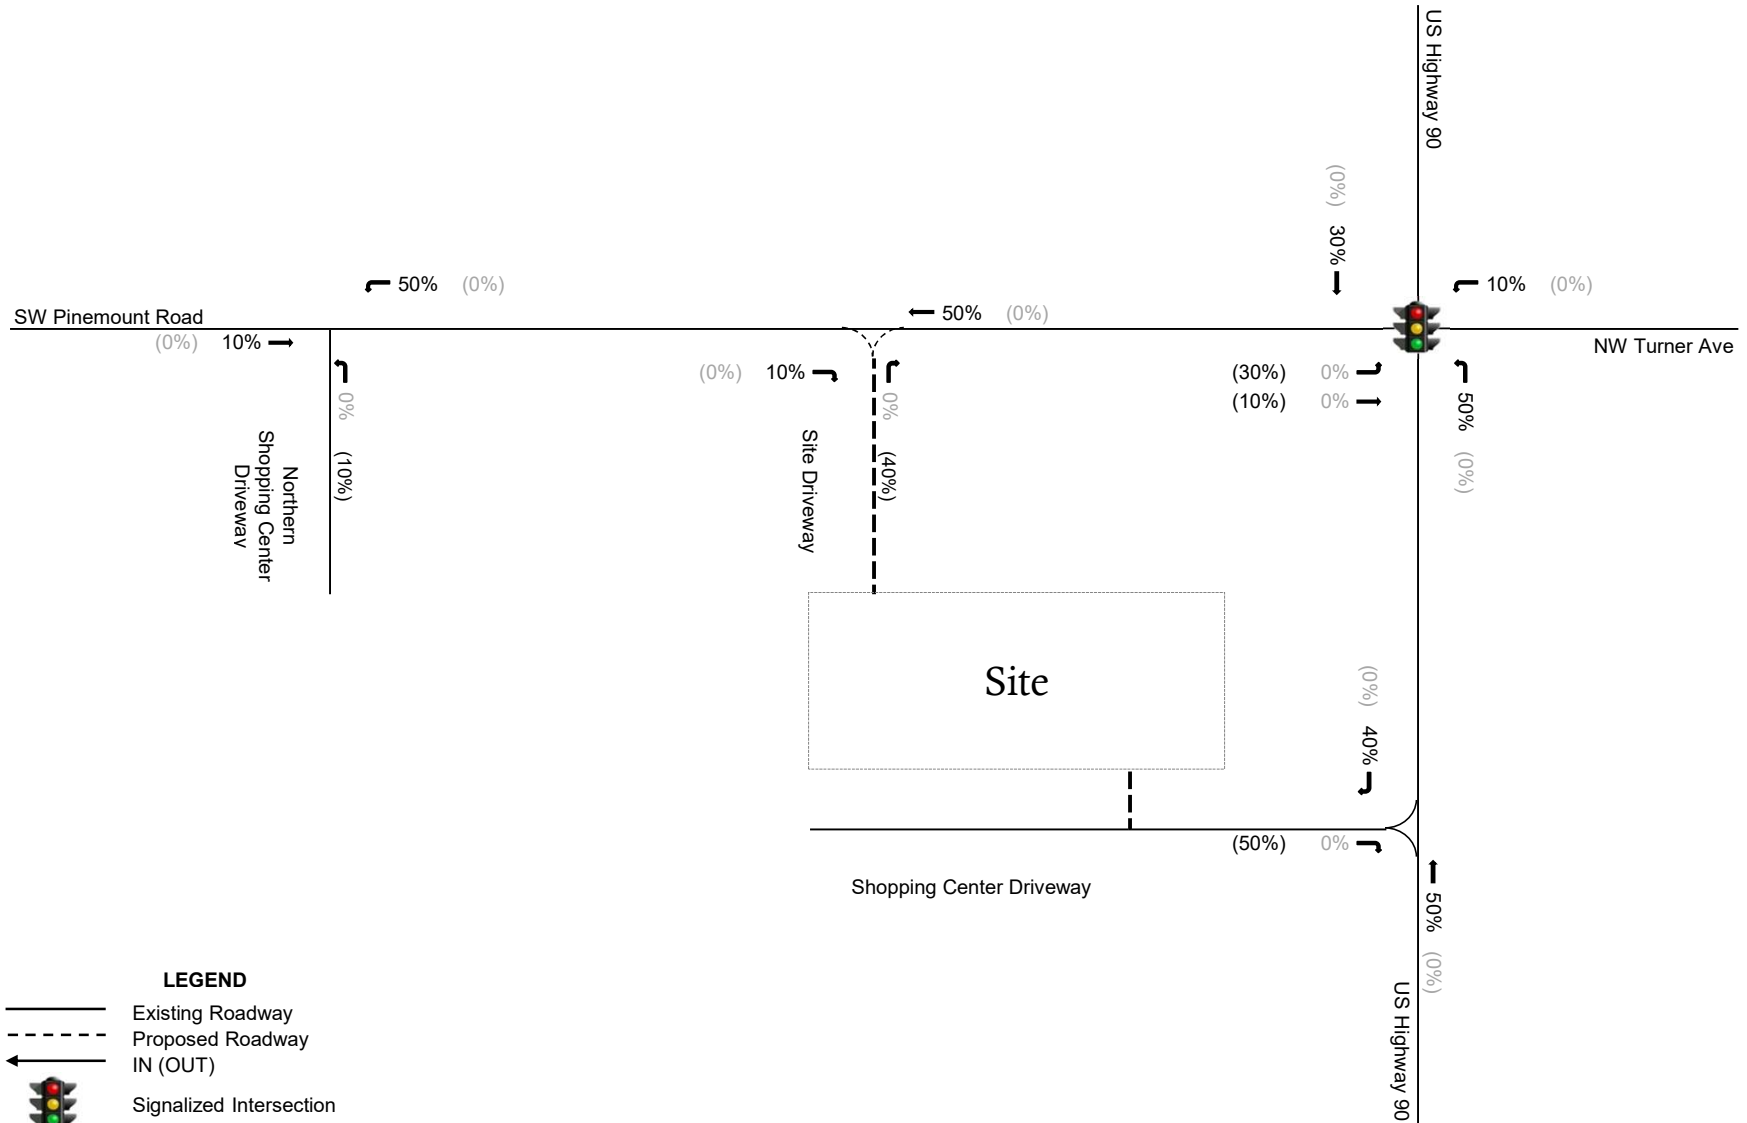 US Highway 90
(0%) 30%
50% (0%)
10% (0%)
SW Pinemount Road
50% (0%)
(0%) 10%
NW Turner Ave
(0%) 10%
(30%) 0%
(10%) 0%
0% (10%)
0% (40%)
50% (0%)
Northern
Shopping Center
Driveway
Site Driveway
Site
(0%) 40%
(50%) 0%
Shopping Center Driveway
50% (0%)
US Highway 90
LEGEND
Existing Roadway
Proposed Roadway
IN (OUT)
Signalized Intersection